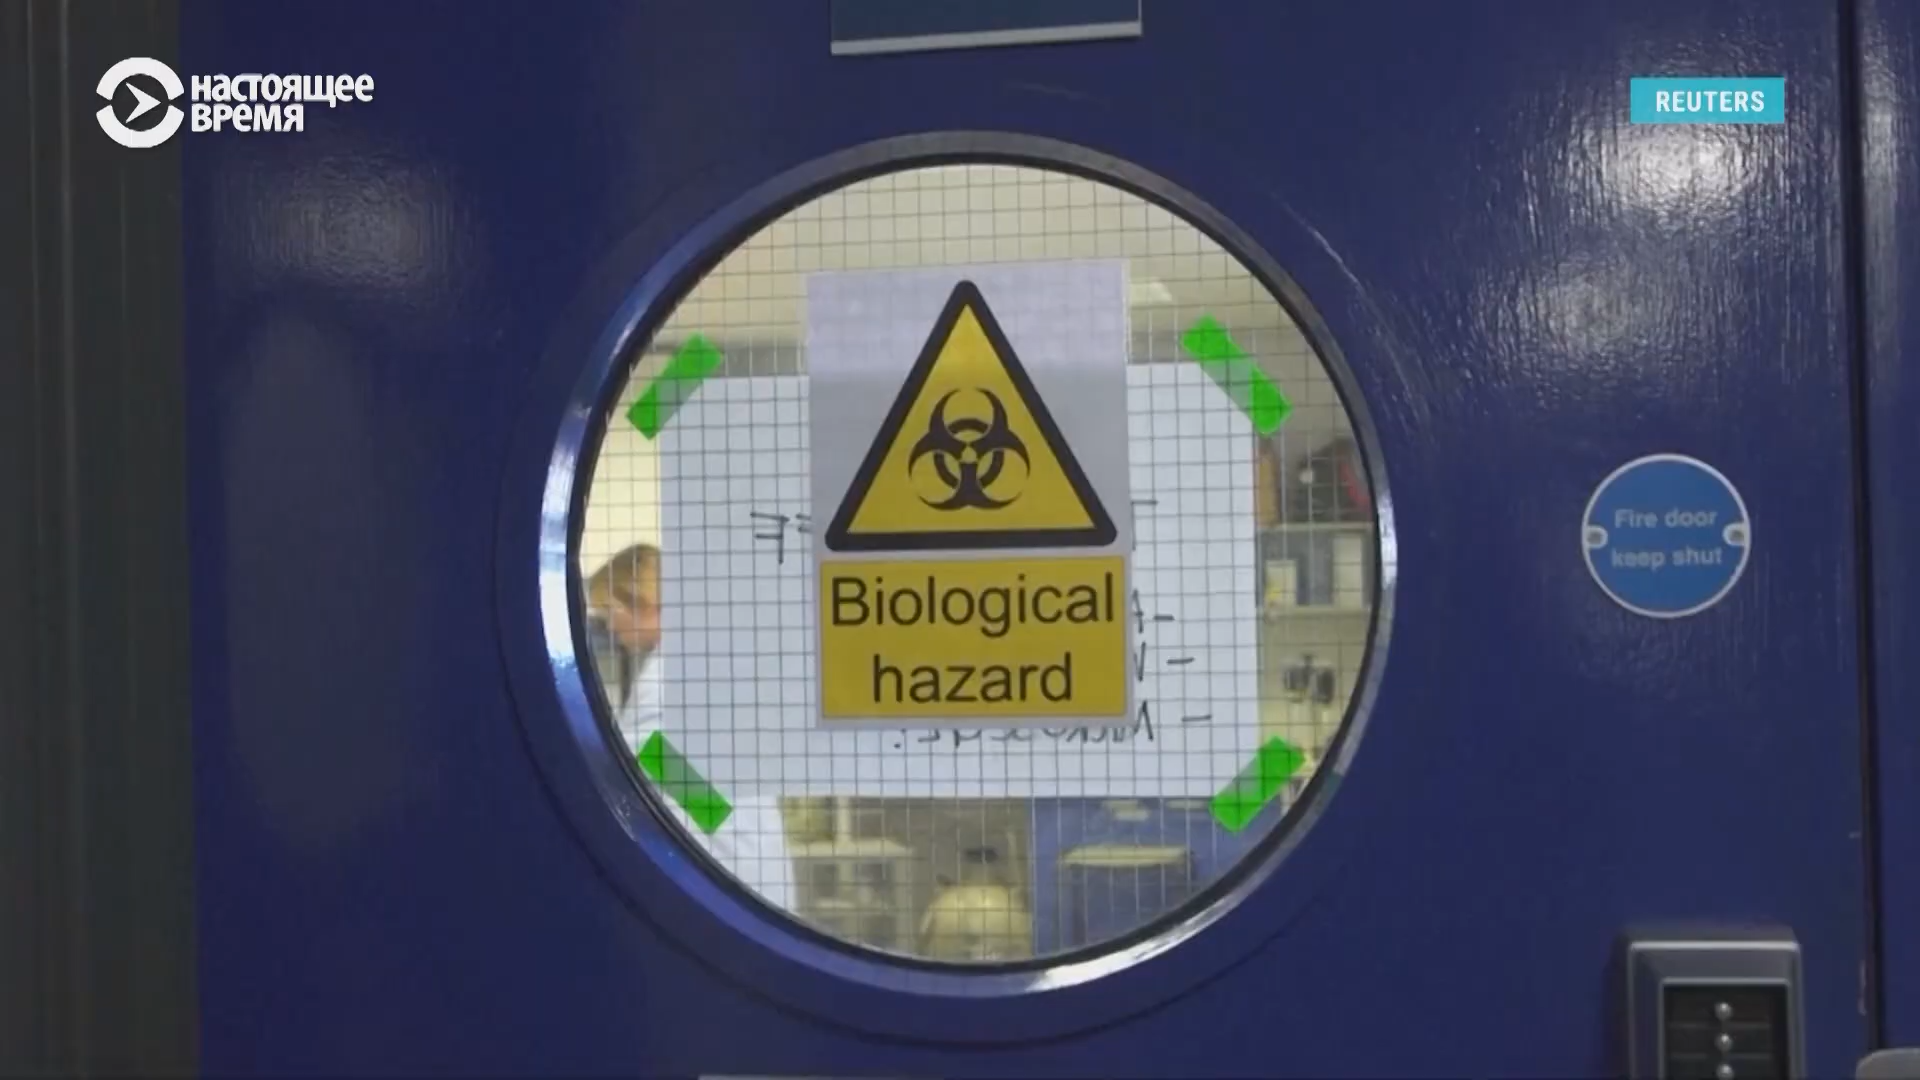 настоящее
время
REUTERS
Biological
hazard
Fire door
keep shut